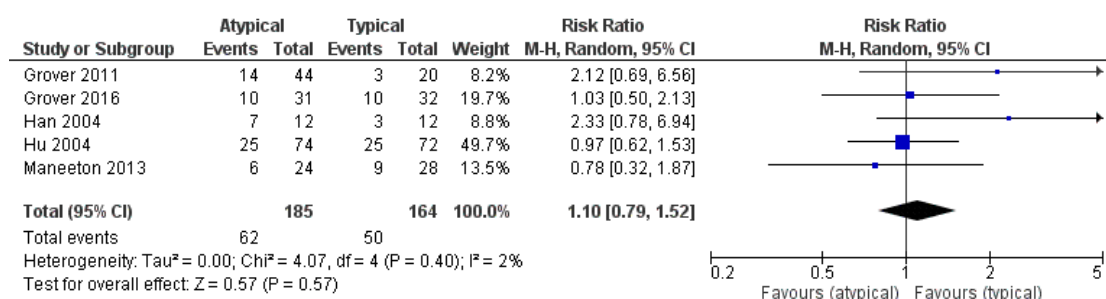 Atypical Typical Risk Ratio Risk Ratio
Study or Subgroup Events Total Events Total Weight M-H, Random, 95% CI M-H, Random, 95% CI
Grover 2011 14 44 3 20 8.2% 2.12 [0.69, 6.56]
Grover 2016 10 31 10 32 19.7% 1.03 [0.50, 2.13]
Han 2004 7 12 3 12 8.8% 2.33 [0.78, 6.94]
Hu 2004 25 74 25 72 49.7% 0.97 [0.62, 1.53]
Maneeton 2013 6 24 9 28 13.5% 0.78 [0.32, 1.87]
Total (95% CI) 185 164 100.0% 1.10 [0.79, 1.52]
Total events 62 50
Heterogeneity: Tau² = 0.00; Chi² = 4.07, df = 4 (P = 0.40); I² = 2%
Test for overall effect: Z = 0.57 (P = 0.57)
0.2 0.5 1 2 5
Favours (atypical) Favours (typical)